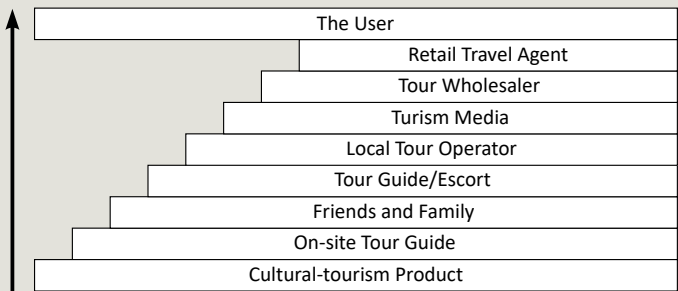 The User
Retail Travel Agent
Tour Wholesaler
Turism Media
Local Tour Operator
Tour Guide/Escort
Friends and Family
On-site Tour Guide
Cultural-tourism Product